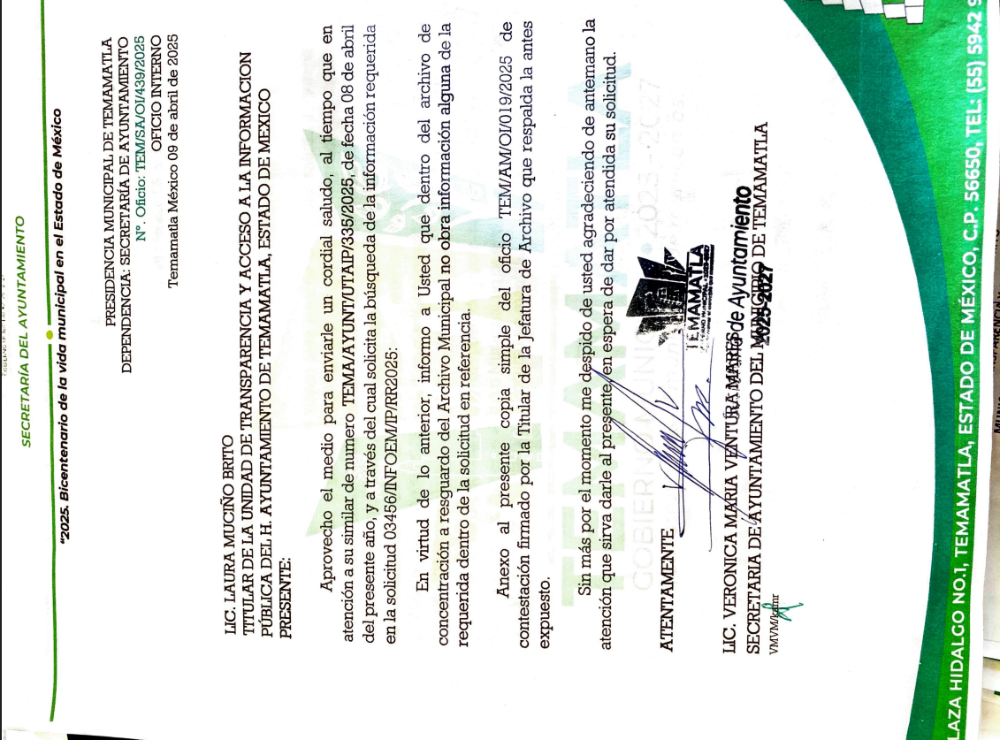 SECRETARÍA DEL AYUNTAMIENTO
"2025. Bicentenario de la vida municipal en el Estado de México
PRESIDENCIA MUNICIPAL DE TEMAMATLA
DEPENDENCIA: SECRETARÍA DE AYUNTAMIENTO
Nº. Oficio: TEM/SA/OI/439/2025
OFICIO INTERNO
Temamatla México 09 de abril de 2025
LIC. LAURA MUCIÑO BRITO
TITULAR DE LA UNIDAD DE TRANSPARENCIA Y ACCESO A LA INFORMACION
PÚBLICA DEL H. AYUNTAMIENTO DE TEMAMATLA, ESTADO DE MEXICO
PRESENTE:
Aprovecho el medio para enviarle un cordial saludo, al tiempo que en
atención a su similar de numero TEMA/AYUNT/UTAIP/335/2025, de fecha 08 de abril
del presente año, y a través del cual solicita la búsqueda de la información requerida
en la solicitud 03456/INFOEM/IP/RR2025:
En virtud de lo anterior, informo a Usted que dentro del archivo de
concentración a resguardo del Archivo Municipal no obra información alguna de la
requerida dentro de la solicitud en referencia.
Anexo al presente copia simple del oficio TEM/AM/OI/019/2025 de
contestación firmado por la Titular de la Jefatura de Archivo que respalda la antes
expuesto.
Sin más por el momento me despido de usted agradeciendo de antemano la
atención que sirva darle al presente, en espera de dar por atendida su solicitud.
TEMAMATLA
GOBIERNO MUNICIPAL 2025-2027
ATENTAMENTE
TEMAMATLA
LIC. VERONICA MARIA VENTURA MARES
de Ayuntamiento
SECRETARIA DE AYUNTAMIENTO DEL MUNICIPIO DE TEMAMATLA
2025-2027
LAZA HIDALGO NO.1, TEMAMATLA, ESTADO DE MÉXICO, C.P. 56650, TEL: (55) 5942 9